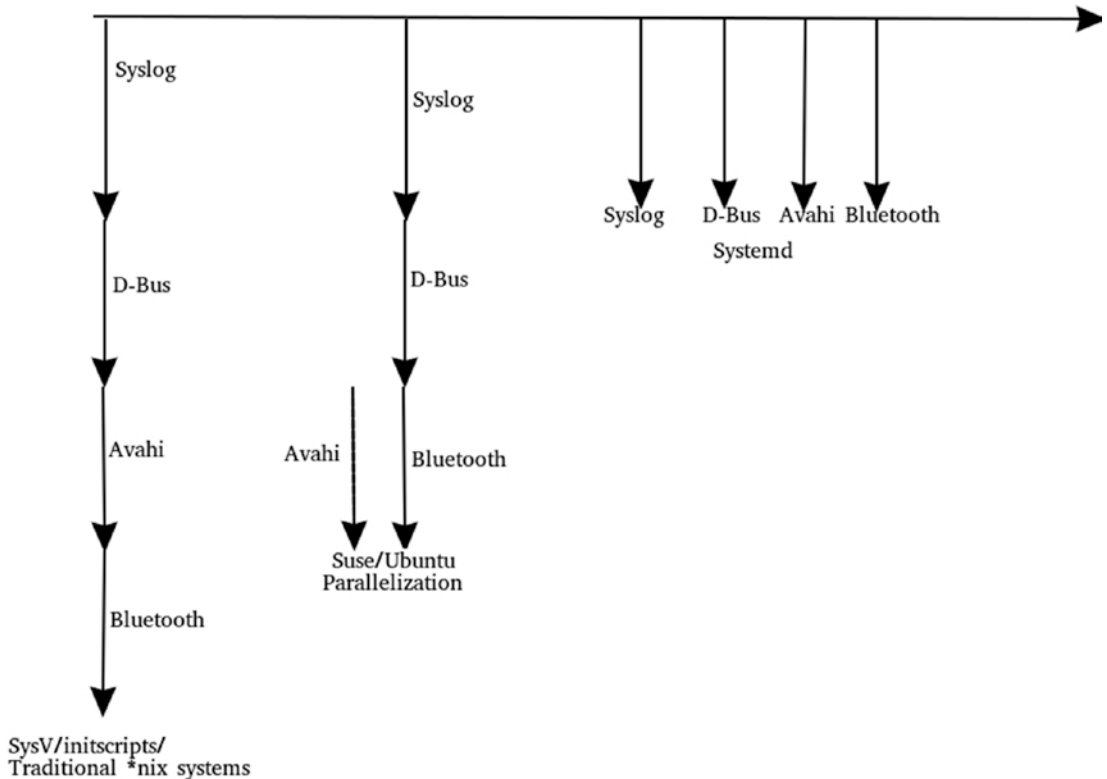 Syslog
D-Bus
Avahi
Bluetooth
SysV/initscripts/
Traditional *nix systems
Syslog
D-Bus
Avahi
Bluetooth
Suse/Ubuntu
Parallelization
Syslog
D-Bus
Avahi
Bluetooth
Systemd